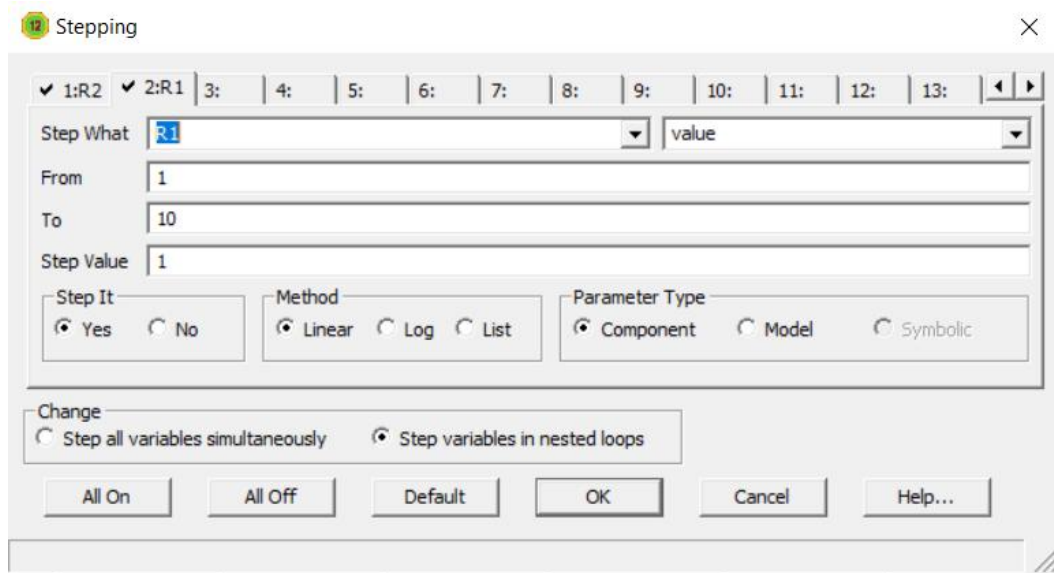 12 Stepping
1:R2 2:R1 3: 4: 5: 6: 7: 8: 9: 10: 11: 12: 13:
Step What R1 value
From 1
To 10
Step Value 1
Step It Method Parameter Type
Yes No Linear Log List Component Model Symbolic
Change
Step all variables simultaneously Step variables in nested loops
All On All Off Default OK Cancel Help...